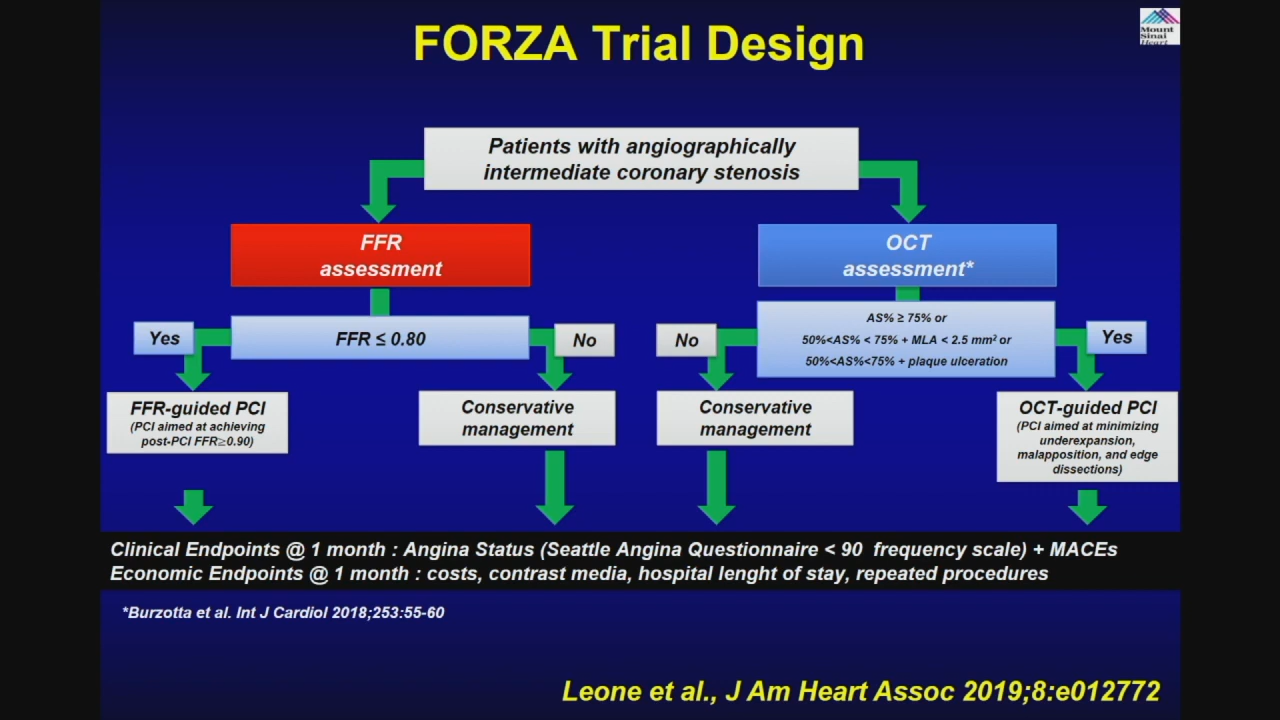 FORZA Trial Design
Mount
Sinai
Heart
Patients with angiographically
intermediate coronary stenosis
FFR
assessment
OCT
assessment*
Yes
FFR ≤ 0.80
No
No
AS% ≥ 75% or
50%<AS% < 75% + MLA < 2.5 mm² or
50%<AS%<75% + plaque ulceration
Yes
FFR-guided PCI
(PCI aimed at achieving
post-PCI FFR≥0.90)
Conservative
management
Conservative
management
OCT-guided PCI
(PCI aimed at minimizing
underexpansion,
malapposition, and edge
dissections)
Clinical Endpoints @ 1 month : Angina Status (Seattle Angina Questionnaire < 90 frequency scale) + MACEs
Economic Endpoints @ 1 month : costs, contrast media, hospital lenght of stay, repeated procedures
*Burzotta et al. Int J Cardiol 2018;253:55-60
Leone et al., J Am Heart Assoc 2019;8:e012772